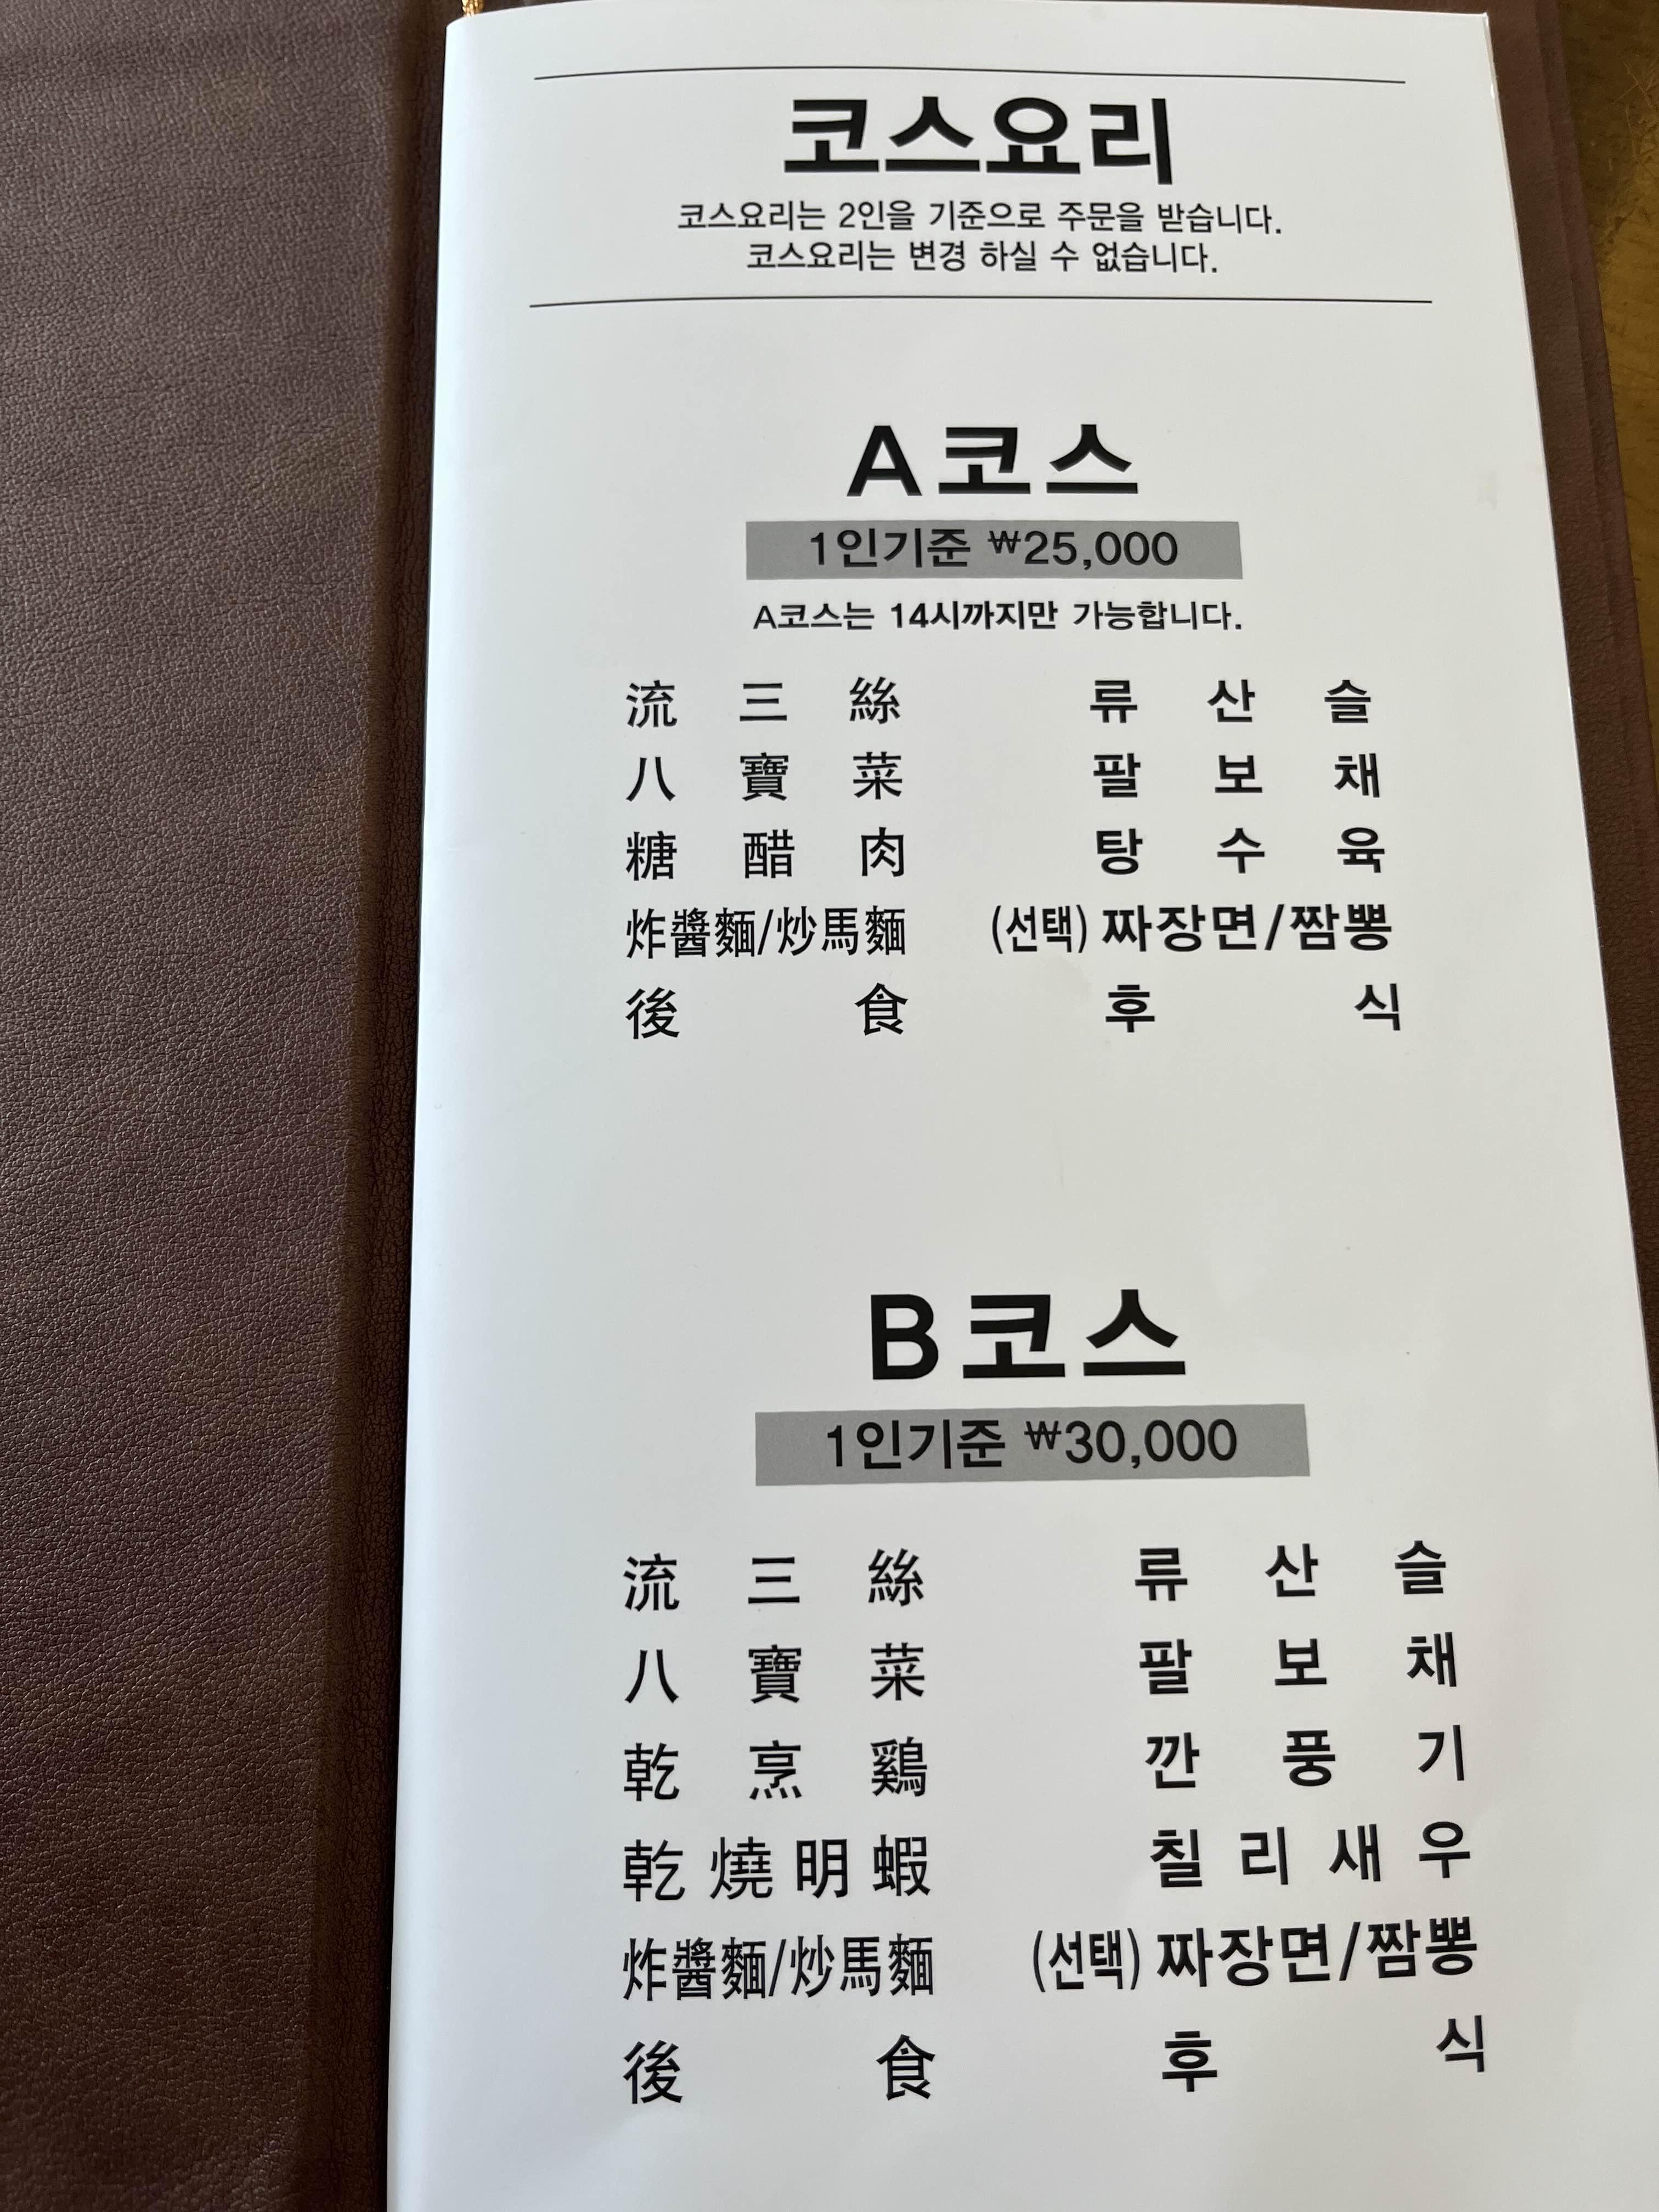 코스요리
코스요리는 2인을 기준으로 주문을 받습니다.
코스요리는 변경 하실 수 없습니다.
A코스
1인기준 ₩25,000
A코스는 14시까지만 가능합니다.
流三絲 류산슬
八寶菜 팔보채
糖醋肉 탕수육
炸醬麵/炒馬麵 (선택) 짜장면/짬뽕
後食 후식
B코스
1인기준 ₩30,000
流三絲 류산슬
八寶菜 팔보채
乾烹鷄 깐풍기
乾燒明蝦 칠리새우
炸醬麵/炒馬麵 (선택) 짜장면/짬뽕
後食 후식